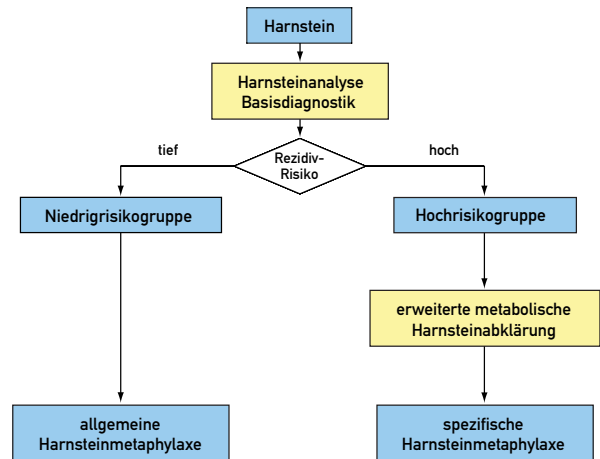 Harnstein
Harnsteinanalyse
Basisdiagnostik
tief
Rezidiv-
Risiko
hoch
Niedrigrisikogruppe
Hochrisikogruppe
erweiterte metabolische
Harnsteinabklärung
allgemeine
Harnsteinmetaphylaxe
spezifische
Harnsteinmetaphylaxe